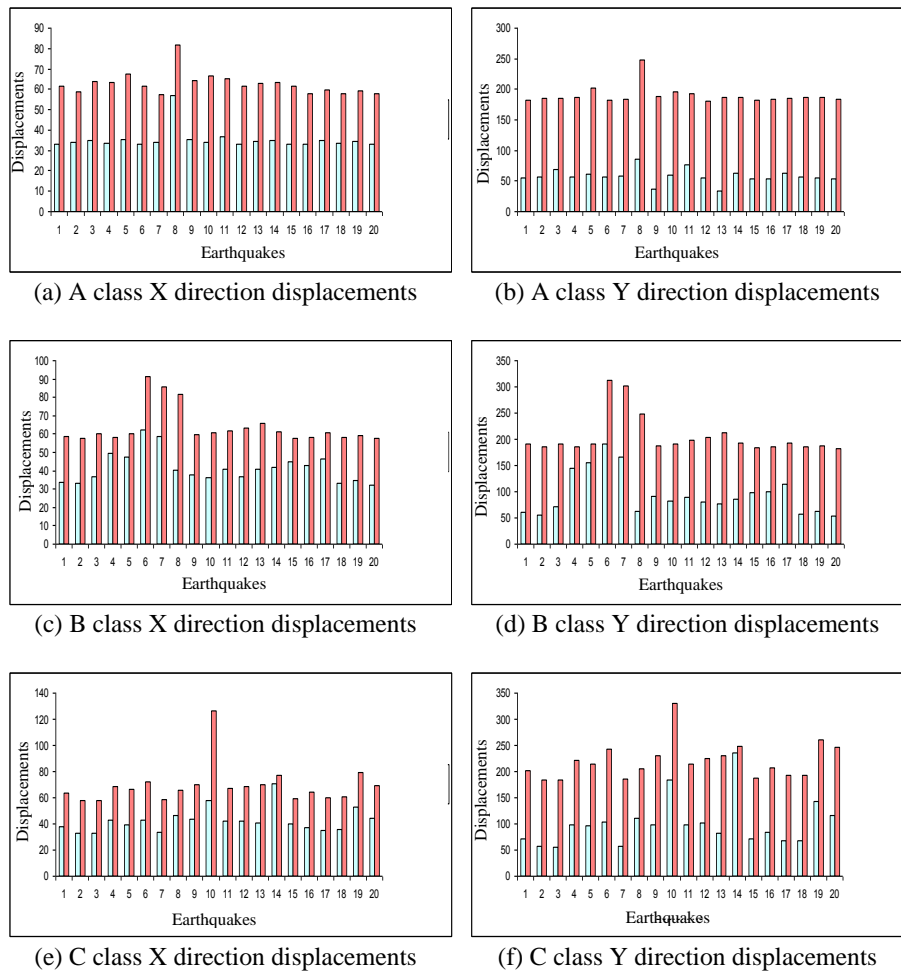 90
80
70
60
50
40
30
20
10
0
Displacements
1 2 3 4 5 6 7 8 9 10 11 12 13 14 15 16 17 18 19 20
Earthquakes
(a) A class X direction displacements
300
250
200
150
100
50
0
Displacements
1 2 3 4 5 6 7 8 9 10 11 12 13 14 15 16 17 18 19 20
Earthquakes
(b) A class Y direction displacements
100
90
80
70
60
50
40
30
20
10
0
Displacements
1 2 3 4 5 6 7 8 9 10 11 12 13 14 15 16 17 18 19 20
Earthquakes
(c) B class X direction displacements
350
300
250
200
150
100
50
0
Displacements
1 2 3 4 5 6 7 8 9 10 11 12 13 14 15 16 17 18 19 20
Earthquakes
(d) B class Y direction displacements
140
120
100
80
60
40
20
0
Displacements
1 2 3 4 5 6 7 8 9 10 11 12 13 14 15 16 17 18 19 20
Earthquakes
(e) C class X direction displacements
350
300
250
200
150
100
50
0
Displacements
1 2 3 4 5 6 7 8 9 10 11 12 13 14 15 16 17 18 19 20
Earthquakes
(f) C class Y direction displacements